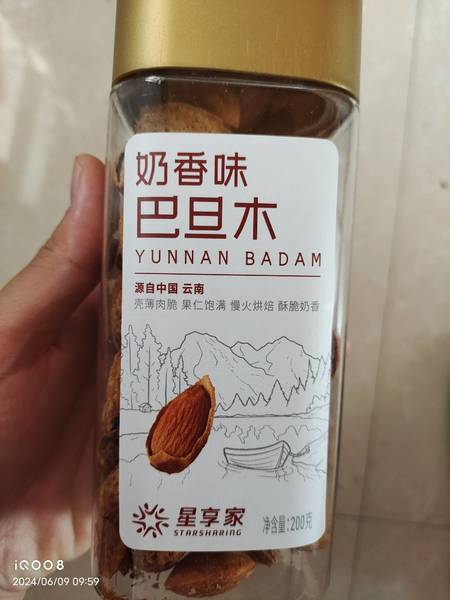 奶香味
巴旦木
YUNNAN BADAM
源自中国 云南
壳薄肉脆 果仁饱满 慢火烘焙 酥脆奶香
星享家
STARSHARING
净含量:200克
iQOO8
2024/06/09 09:59